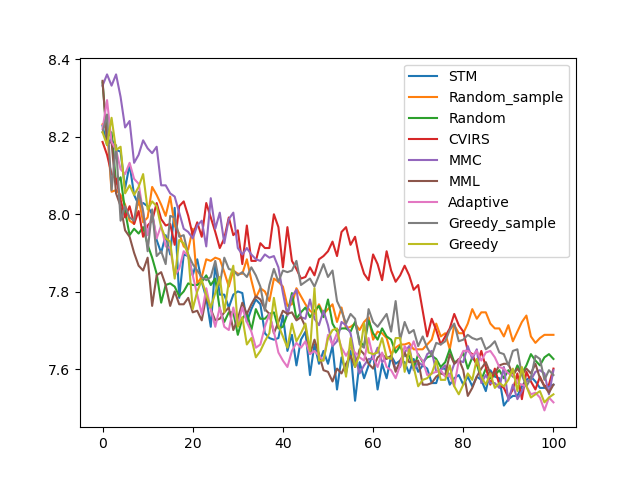 8.4
8.2
8.0
7.8
7.6
0
20
40
60
80
100
STM
Random_sample
Random
CVIRS
MMC
MML
Adaptive
Greedy_sample
Greedy